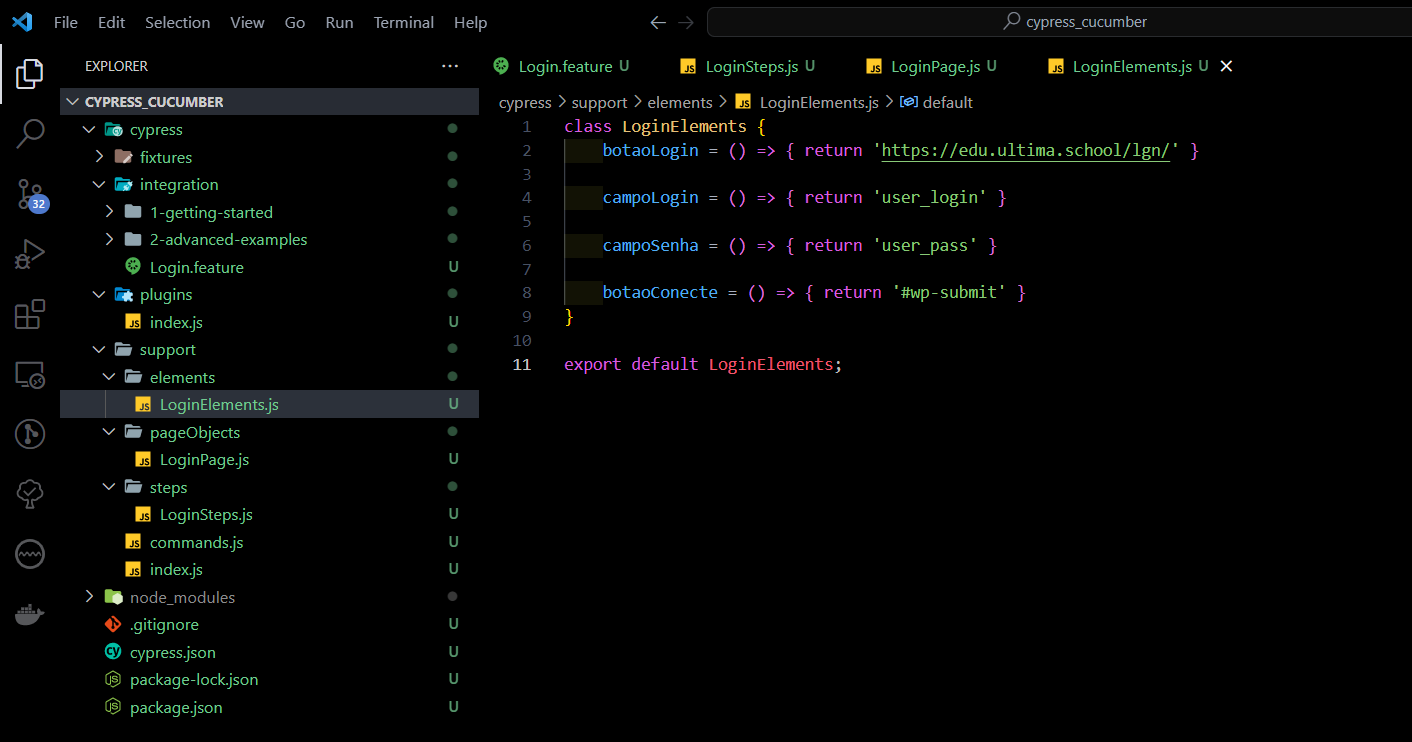 File Edit Selection View Go Run Terminal Help
cypress_cucumber
EXPLORER
CYPRESS_CUCUMBER
cypress
fixtures
integration
1-getting-started
2-advanced-examples
Login.feature U
plugins
index.js U
support
elements
LoginElements.js U
pageObjects
LoginPage.js U
steps
LoginSteps.js U
commands.js U
index.js U
node_modules
.gitignore U
cypress.json U
package-lock.json U
package.json U
32
Login.feature U LoginSteps.js U LoginPage.js U LoginElements.js U
cypress > support > elements > JS LoginElements.js > default
1 class LoginElements {
2 botaoLogin = () => { return 'https://edu.ultima.school/lgn/' }
3
4 campoLogin = () => { return 'user_login' }
5
6 campoSenha = () => { return 'user_pass' }
7
8 botaoConecte = () => { return '#wp-submit' }
9 }
10
11 export default LoginElements;